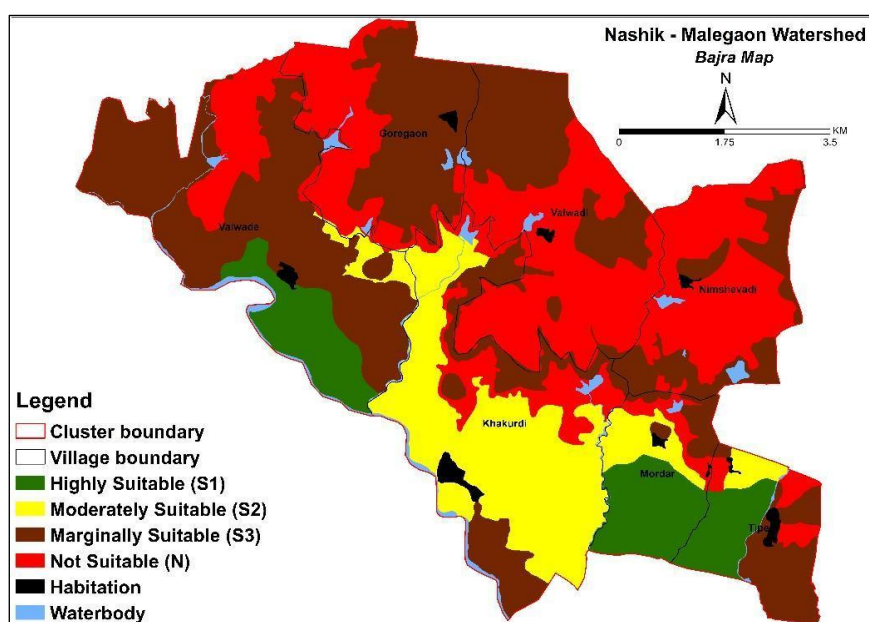 Nashik - Malegaon Watershed
Bajra Map
N
KM
0 1.75 3.5
Goregaon
Valwadi
Valwade
Nimshevadi
Khakurdi
Mordar
Tipe
Legend
Cluster boundary
Village boundary
Highly Suitable (S1)
Moderately Suitable (S2)
Marginally Suitable (S3)
Not Suitable (N)
Habitation
Waterbody